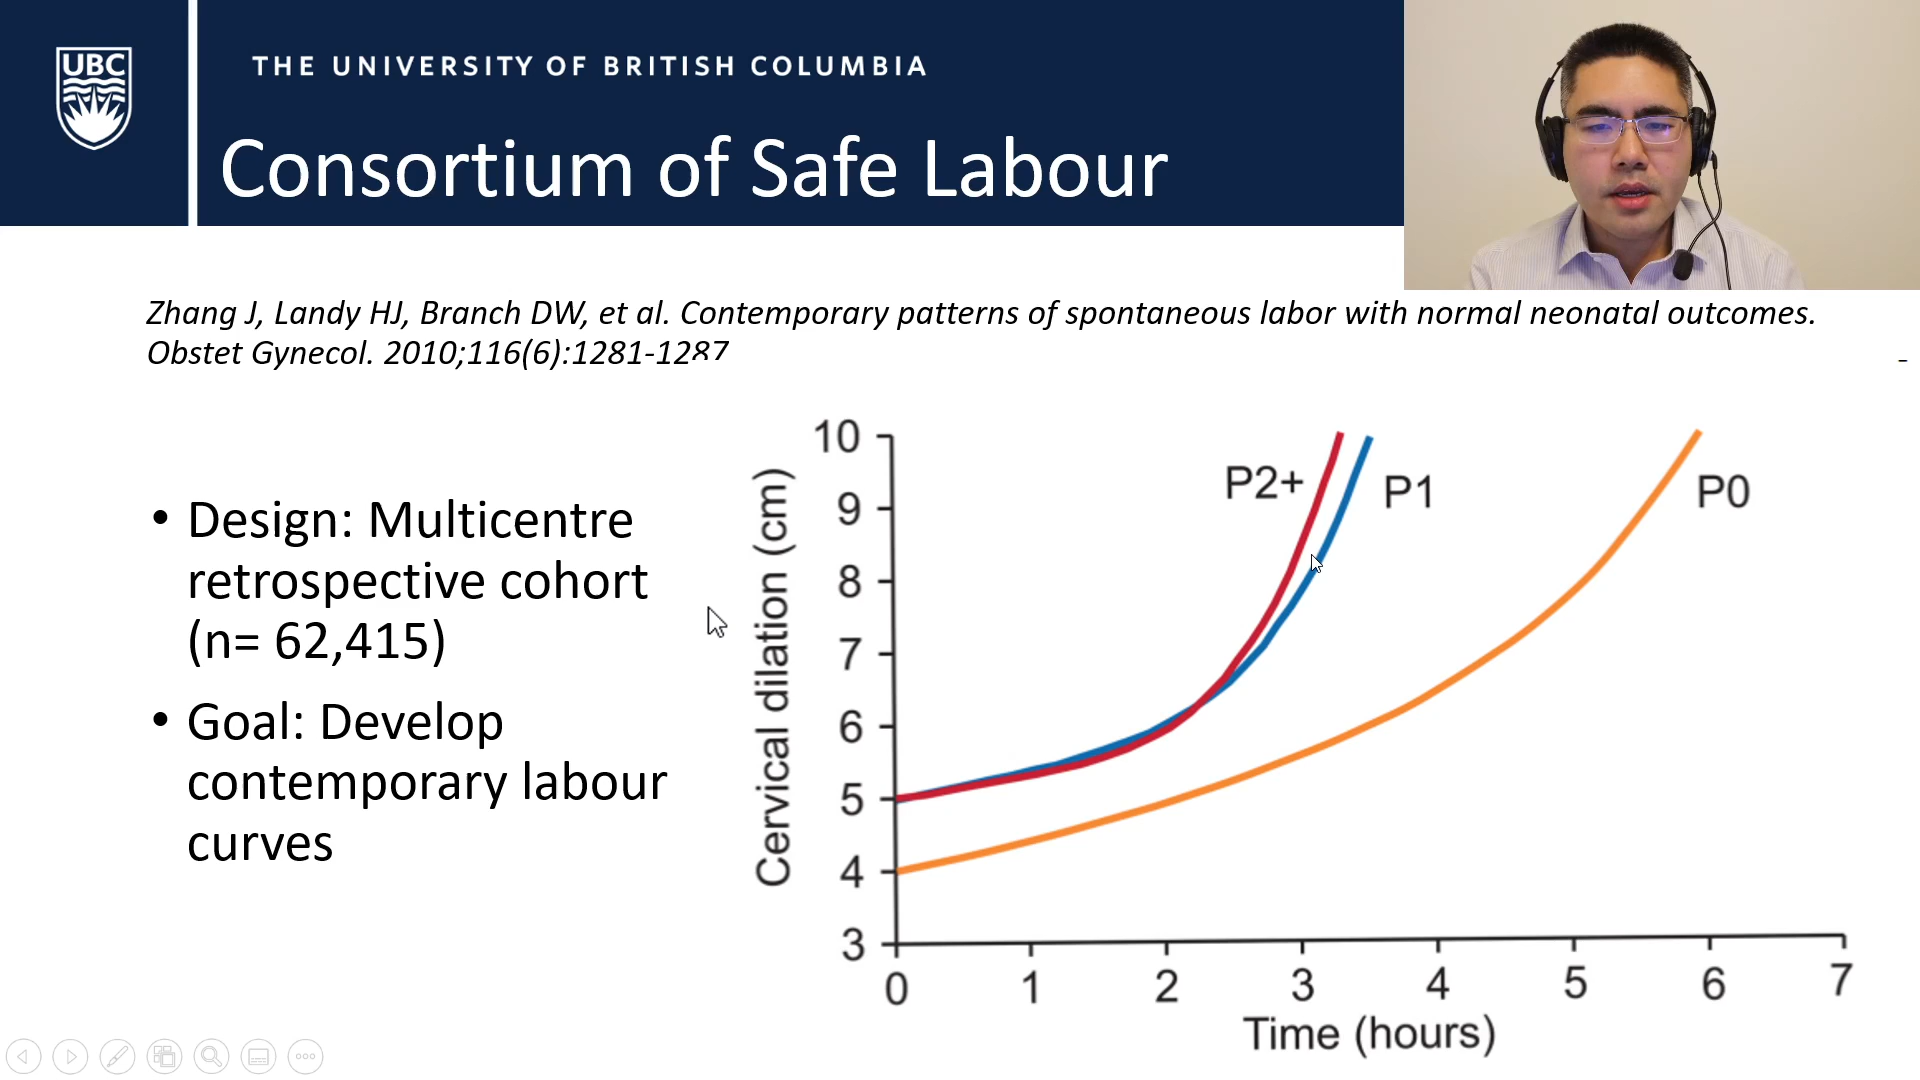 UBC
THE UNIVERSITY OF BRITISH COLUMBIA
Consortium of Safe Labour
Zhang J, Landy HJ, Branch DW, et al. Contemporary patterns of spontaneous labor with normal neonatal outcomes.
Obstet Gynecol. 2010;116(6):1281-1287
• Design: Multicentre
retrospective cohort
(n= 62,415)
• Goal: Develop
contemporary labour
curves
Cervical dilation (cm)
10
9
8
7
6
5
4
3
P2+
P1
P0
0 1 2 3 4 5 6 7
Time (hours)